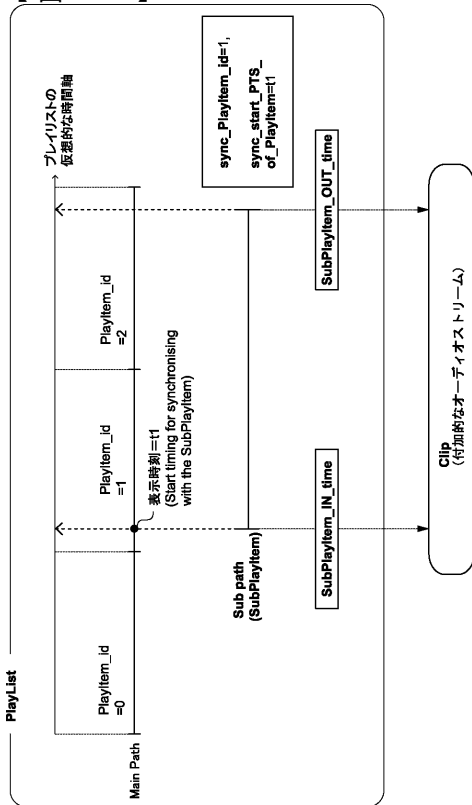 PlayList
プレイリストの
仮想的な時間軸
PlayItem_id
=0
PlayItem_id
=1
PlayItem_id
=2
Main Path
表示時刻=t1
(Start timing for synchronising
with the SubPlayItem)
sync_PlayItem_id=1,
sync_start_PTS_
of_PlayItem=t1
Sub path
(SubPlayItem)
SubPlayItem_IN_time
SubPlayItem_OUT_time
Clip
(付加的なオーディオストリーム)